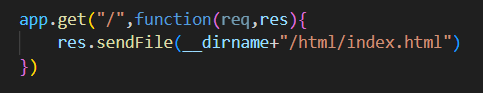 app.get("/",function(req,res){
    res.sendFile(__dirname+"/html/index.html")
})